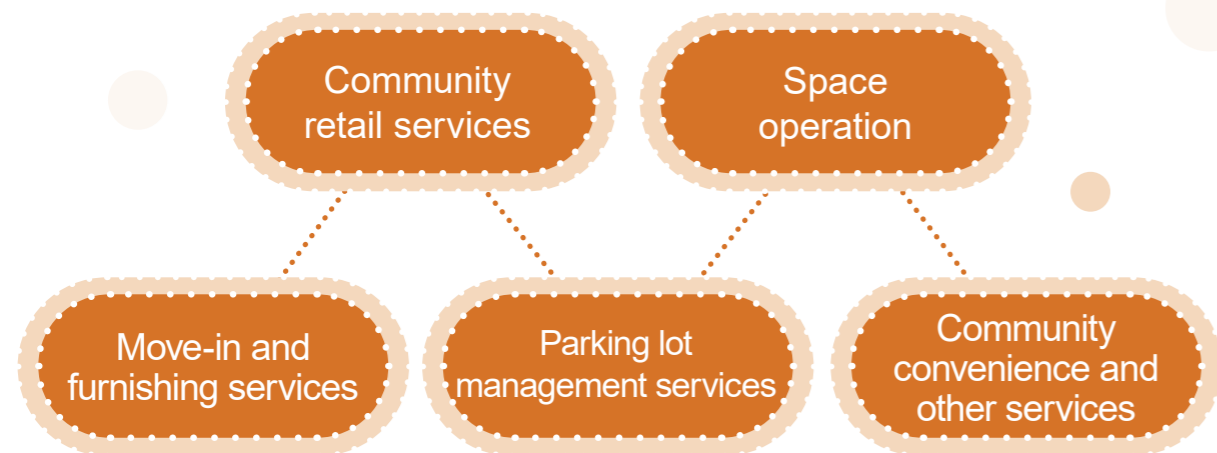 Community
retail services
Space
operation
Move-in and
furnishing services
Parking lot
management services
Community
convenience and
other services